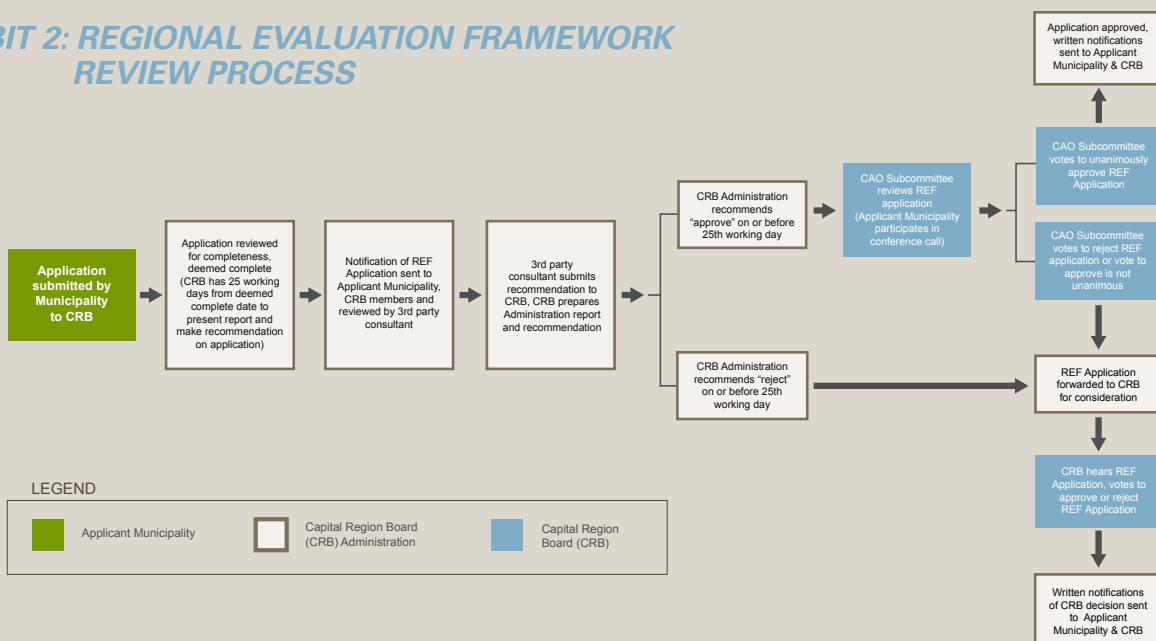 BIT 2: REGIONAL EVALUATION FRAMEWORK
REVIEW PROCESS
Application
submitted by
Municipality
to CRB
Application reviewed
for completeness,
deemed complete
(CRB has 25 working
days from deemed
complete date to
present report and
make recommendation
on application)
Notification of REF
Application sent to
Applicant Municipality,
CRB members and
reviewed by 3rd party
consultant
3rd party
consultant submits
recommendation to
CRB, CRB prepares
Administration report
and recommendation
CRB Administration
recommends
“approve” on or before
25th working day
CRB Administration
recommends “reject”
on or before 25th
working day
CAO Subcommittee
reviews REF
application
(Applicant Municipality
participates in
conference call)
Application approved,
written notifications
sent to Applicant
Municipality & CRB
CAO Subcommittee
votes to unanimously
approve REF
Application
CAO Subcommittee
votes to reject REF
application or vote to
approve is not
unanimous
REF Application
forwarded to CRB
for consideration
CRB hears REF
Application, votes to
approve or reject
REF Application
Written notifications
of CRB decision sent
to Applicant
Municipality & CRB
LEGEND
Applicant Municipality
Capital Region Board
(CRB) Administration
Capital Region
Board (CRB)